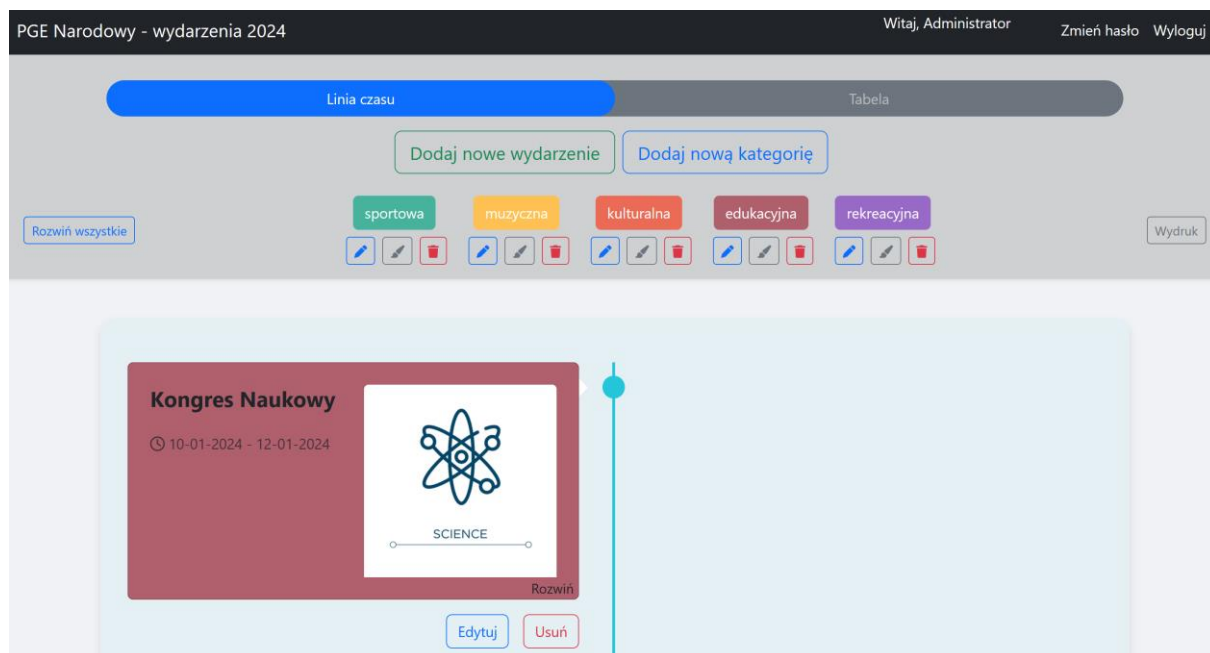 PGE Narodowy - wydarzenia 2024
Witaj, Administrator
Zmień hasło
Wyloguj
Linia czasu
Tabela
Dodaj nowe wydarzenie
Dodaj nową kategorię
Rozwiń wszystkie
sportowa
muzyczna
kulturalna
edukacyjna
rekreacyjna
Wydruk
Kongres Naukowy
10-01-2024 - 12-01-2024
SCIENCE
Rozwiń
Edytuj
Usuń